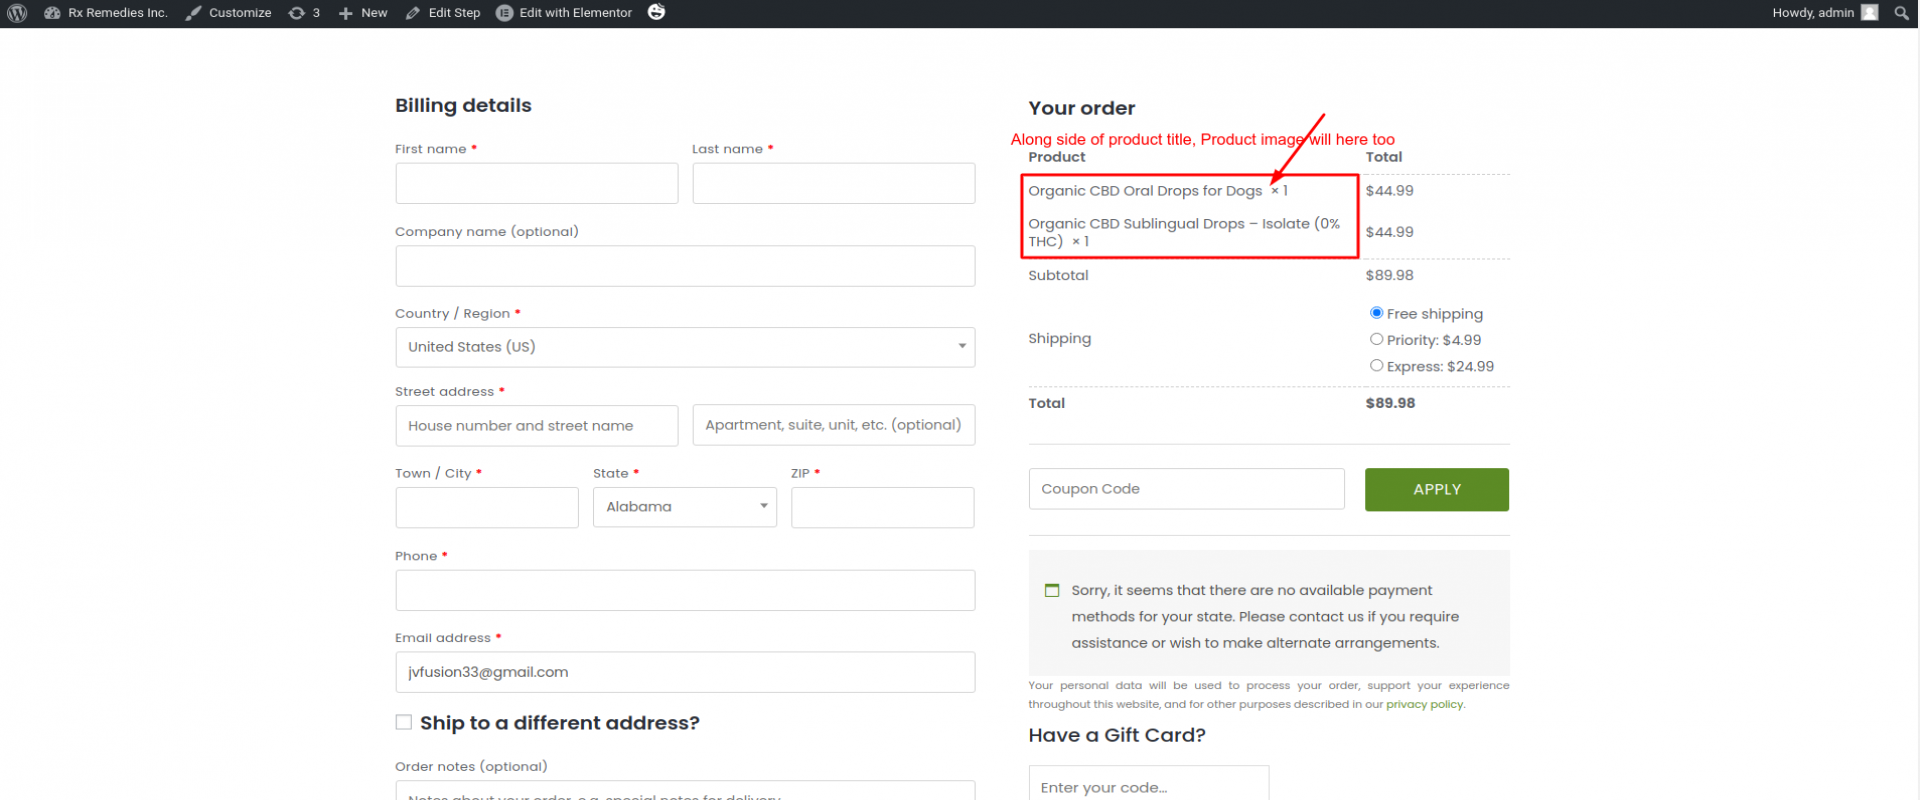 Rx Remedies Inc. Customize 3 New Edit Step Edit with Elementor Howdy, admin
Billing details
First name * Last name *
Company name (optional)
Country / Region *
United States (US)
Street address *
House number and street name Apartment, suite, unit, etc. (optional)
Town / City * State * ZIP *
Alabama
Phone *
Email address *
jvfusion33@gmail.com
Ship to a different address?
Order notes (optional)
Notes about your order, e.g. special notes for delivery.
Your order
Along side of product title, Product image will here too
Product Total
Organic CBD Oral Drops for Dogs × 1 $44.99
Organic CBD Sublingual Drops – Isolate (0%
THC) × 1 $44.99
Subtotal $89.98
Shipping
Free shipping
Priority: $4.99
Express: $24.99
Total $89.98
Coupon Code APPLY
Sorry, it seems that there are no available payment
methods for your state. Please contact us if you require
assistance or wish to make alternate arrangements.
Your personal data will be used to process your order, support your experience
throughout this website, and for other purposes described in our privacy policy.
Have a Gift Card?
Enter your code...